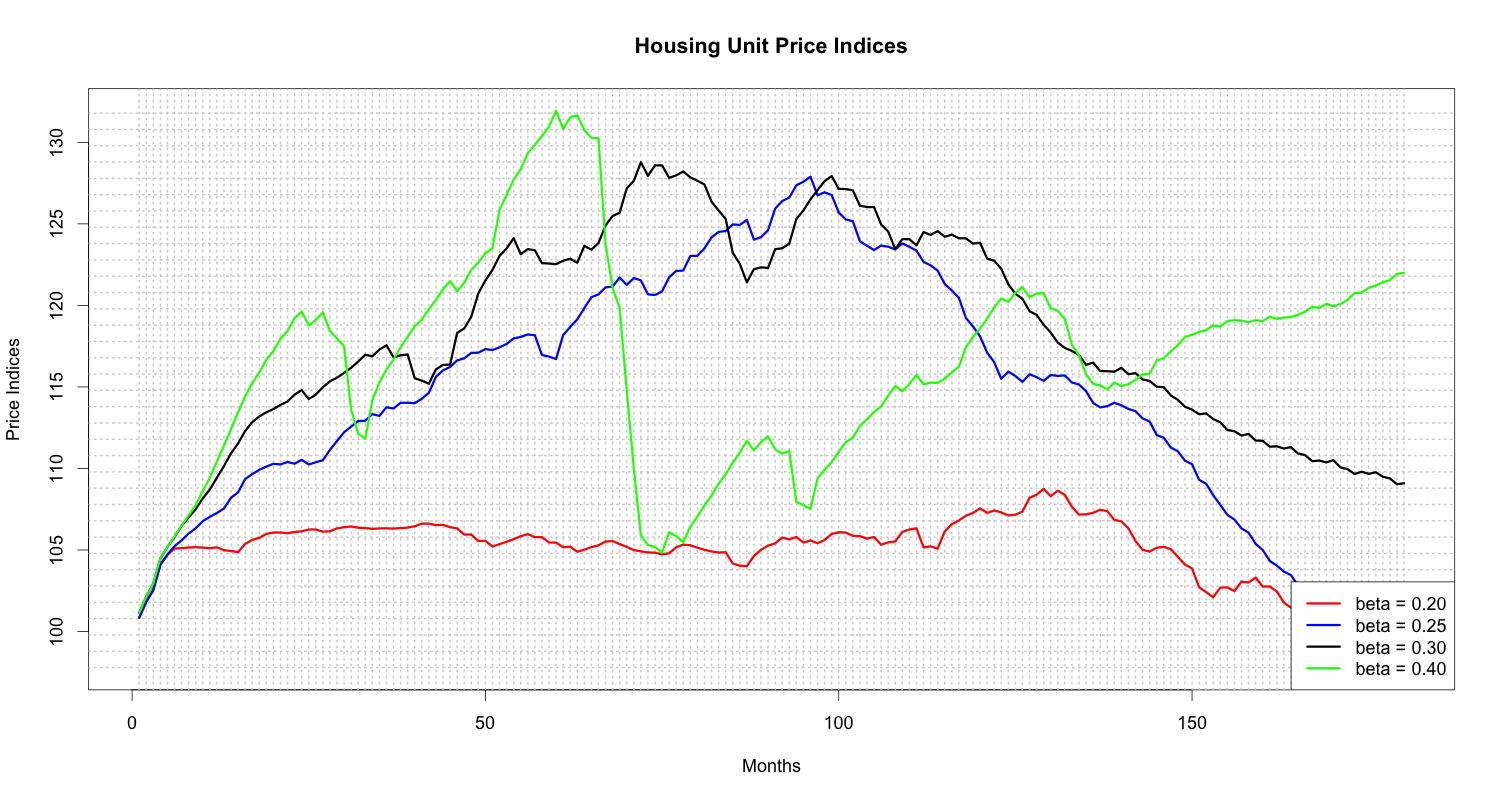 Housing Unit Price Indices
Price Indices
130
125
120
115
110
105
100
0 50 100 150
Months
beta = 0.20
beta = 0.25
beta = 0.30
beta = 0.40